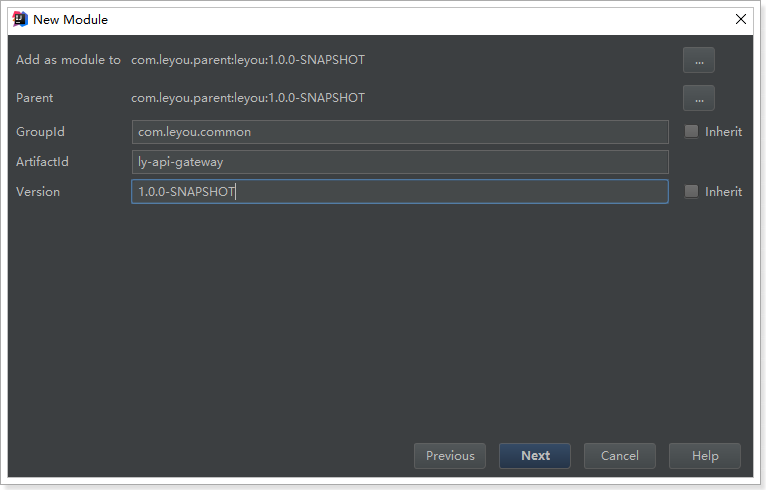 New Module
Add as module to com.leyou.parent:leyou:1.0.0-SNAPSHOT ...
Parent com.leyou.parent:leyou:1.0.0-SNAPSHOT ...
GroupId com.leyou.common Inherit
ArtifactId ly-api-gateway
Version 1.0.0-SNAPSHOT Inherit
Previous Next Cancel Help